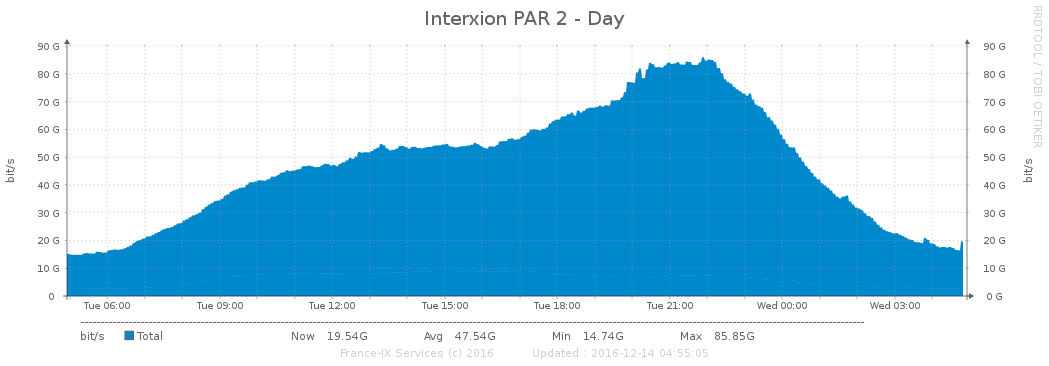 Interxion PAR 2 - Day
RRDTOOL / TOBI OETIKER
bit/s
90 G 90 G
80 G 80 G
70 G 70 G
60 G 60 G
50 G 50 G
40 G 40 G
30 G 30 G
20 G 20 G
10 G 10 G
0 0 G
bit/s
Tue 06:00 Tue 09:00 Tue 12:00 Tue 15:00 Tue 18:00 Tue 21:00 Wed 00:00 Wed 03:00
bit/s Total Now 19.54G Avg 47.54G Min 14.74G Max 85.85G
France-IX Services (c) 2016 Updated : 2016-12-14 04:55:05